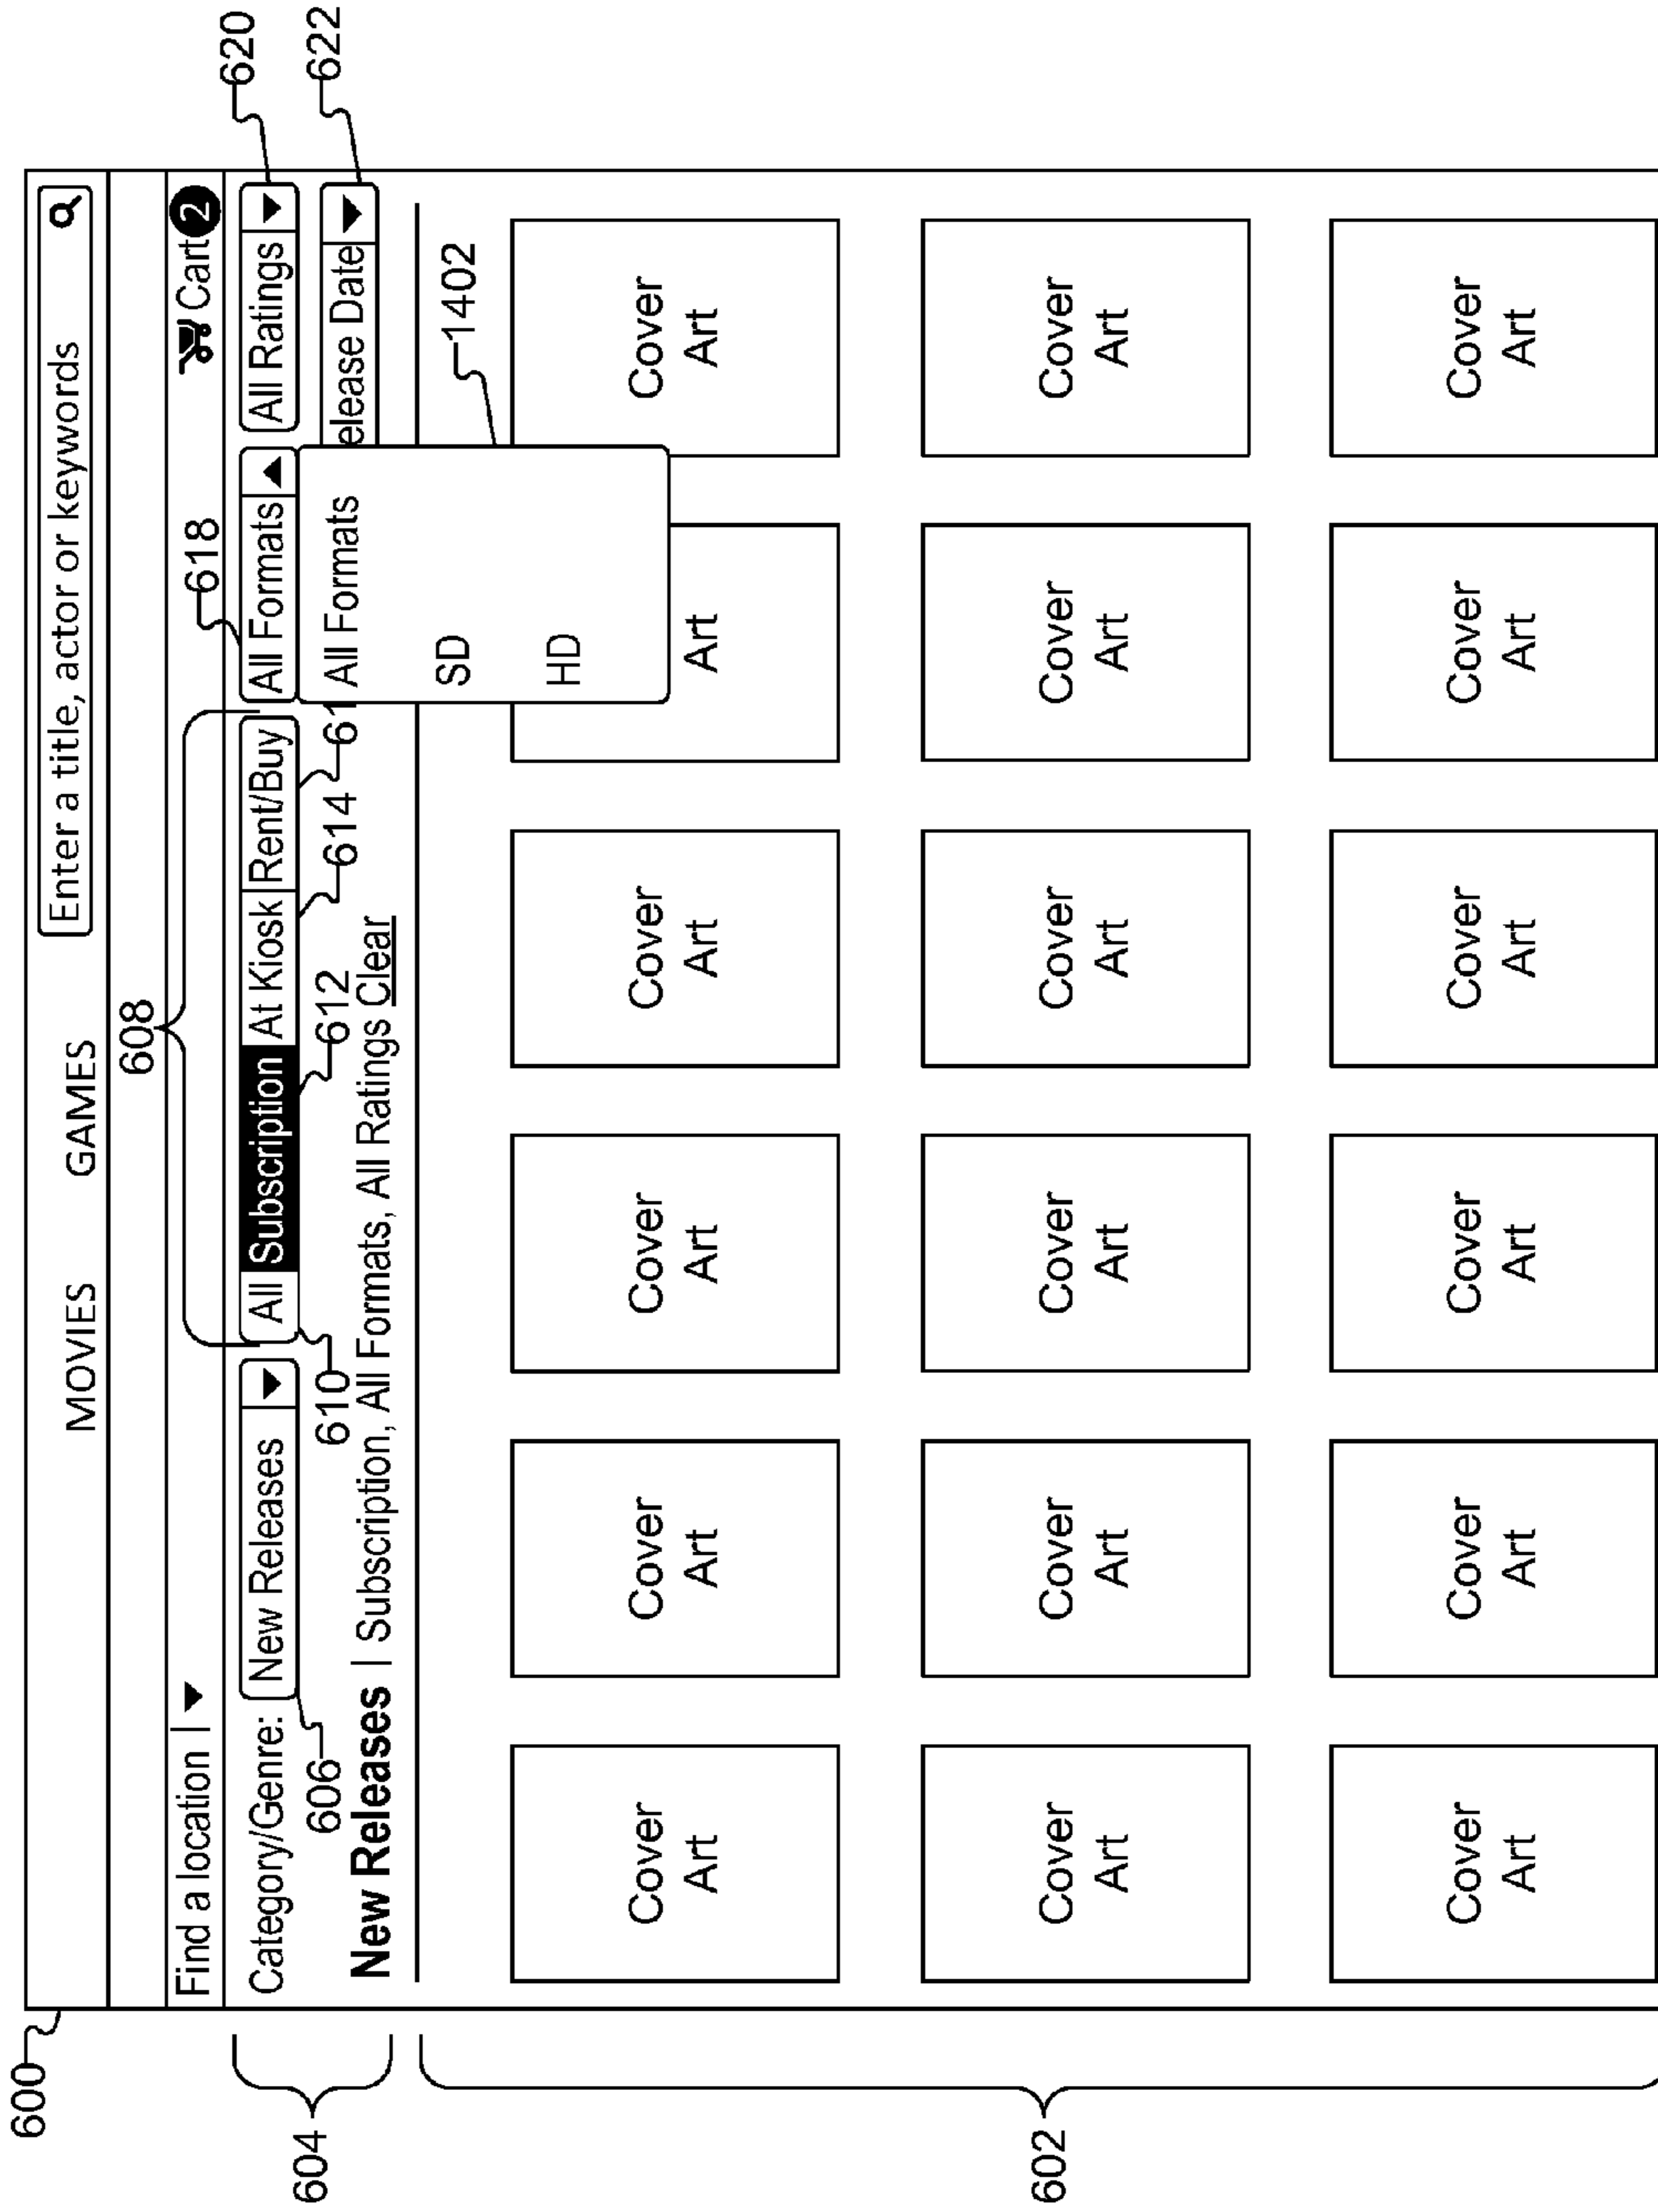 600
MOVIES GAMES Enter a title, actor or keywords
608
Find a location Cart 2
618
620
Category/Genre: New Releases All Subscription At Kiosk Rent/Buy All Formats All Ratings
606 610 612 614 61
622
New Releases | Subscription, All Formats, All Ratings Clear
elease Date
604
All Formats
SD
HD
1402
602
Cover Art Cover Art Cover Art Cover Art Art Cover Art
Cover Art Cover Art Cover Art Cover Art Cover Art Cover Art
Cover Art Cover Art Cover Art Cover Art Cover Art Cover Art